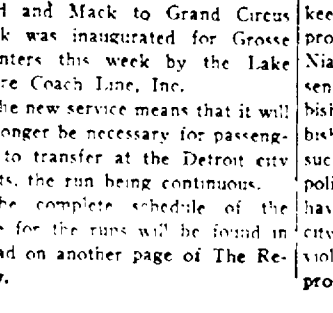 and Mack to Grand Circus
k was inaugurated for Grosse
nters this week by the Lake
re Coach Line, Inc.
he new service means that it will
onger be necessary for passeng-
to transfer at the Detroit city
ts, the run being continuous.
he complete schedule of the
e for the runs will be found in
ad on another page of The Re-
w.
kee
pro
Nia
sen
bisi
bisk
suc
poli
hav
city
viol
pro